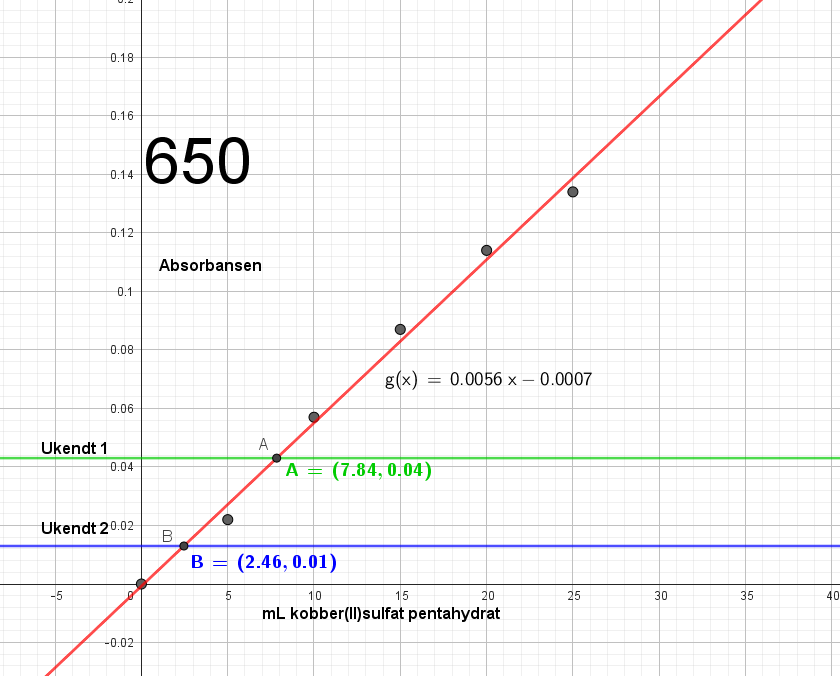 0.2
0.18
0.16
650
0.14
0.12
Absorbansen
0.1
0.08
g(x) = 0.0056 x − 0.0007
0.06
Ukendt 1
A
A = (7.84, 0.04)
0.04
Ukendt 2
0.02
B
B = (2.46, 0.01)
−5 0 5 10 15 20 25 30 35 40
mL kobber(II)sulfat pentahydrat
−0.02